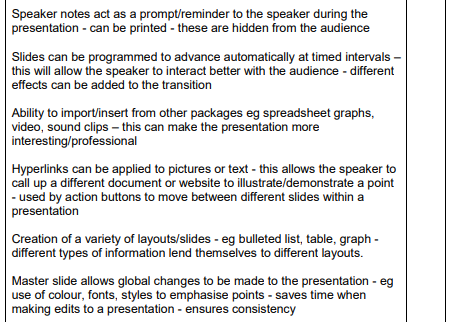 Speaker notes act as a prompt/reminder to the speaker during the
presentation - can be printed - these are hidden from the audience
Slides can be programmed to advance automatically at timed intervals –
this will allow the speaker to interact better with the audience - different
effects can be added to the transition
Ability to import/insert from other packages eg spreadsheet graphs,
video, sound clips – this can make the presentation more
interesting/professional
Hyperlinks can be applied to pictures or text - this allows the speaker to
call up a different document or website to illustrate/demonstrate a point
- used by action buttons to move between different slides within a
presentation
Creation of a variety of layouts/slides - eg bulleted list, table, graph -
different types of information lend themselves to different layouts.
Master slide allows global changes to be made to the presentation - eg
use of colour, fonts, styles to emphasise points - saves time when
making edits to a presentation - ensures consistency